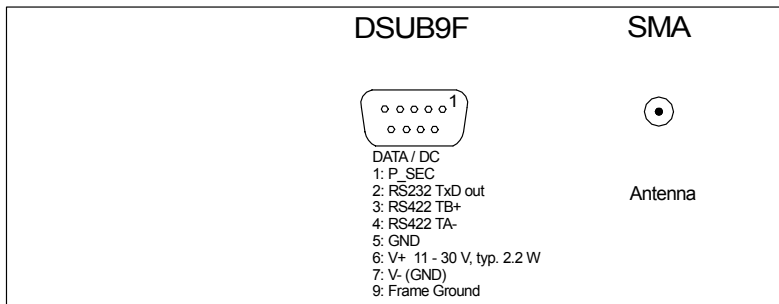 DSUB9F
SMA
1
DATA / DC
1: P_SEC
2: RS232 TxD out
3: RS422 TB+
4: RS422 TA-
5: GND
6: V+ 11 - 30 V, typ. 2.2 W
7: V- (GND)
9: Frame Ground
Antenna